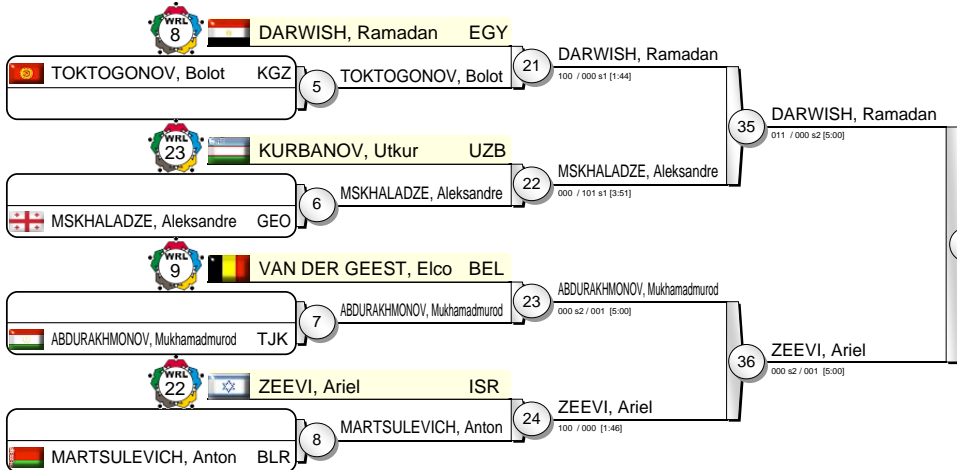 WRL 8 DARWISH, Ramadan EGY
TOKTOGONOV, Bolot KGZ
5 TOKTOGONOV, Bolot
21 DARWISH, Ramadan
100 / 000 s1 [1:44]
WRL 23 KURBANOV, Utkur UZB
MSKHALADZE, Aleksandre GEO
6 MSKHALADZE, Aleksandre
22 MSKHALADZE, Aleksandre
000 / 101 s1 [3:51]
35 DARWISH, Ramadan
011 / 000 s2 [5:00]
WRL 9 VAN DER GEEST, Elco BEL
ABDURAKHMONOV, Mukhamadmurod TJK
7 ABDURAKHMONOV, Mukhamadmurod
23 ABDURAKHMONOV, Mukhamadmurod
000 s2 / 001 [5:00]
WRL 22 ZEEVI, Ariel ISR
MARTSULEVICH, Anton BLR
8 MARTSULEVICH, Anton
24 ZEEVI, Ariel
100 / 000 [1:46]
36 ZEEVI, Ariel
000 s2 / 001 [5:00]